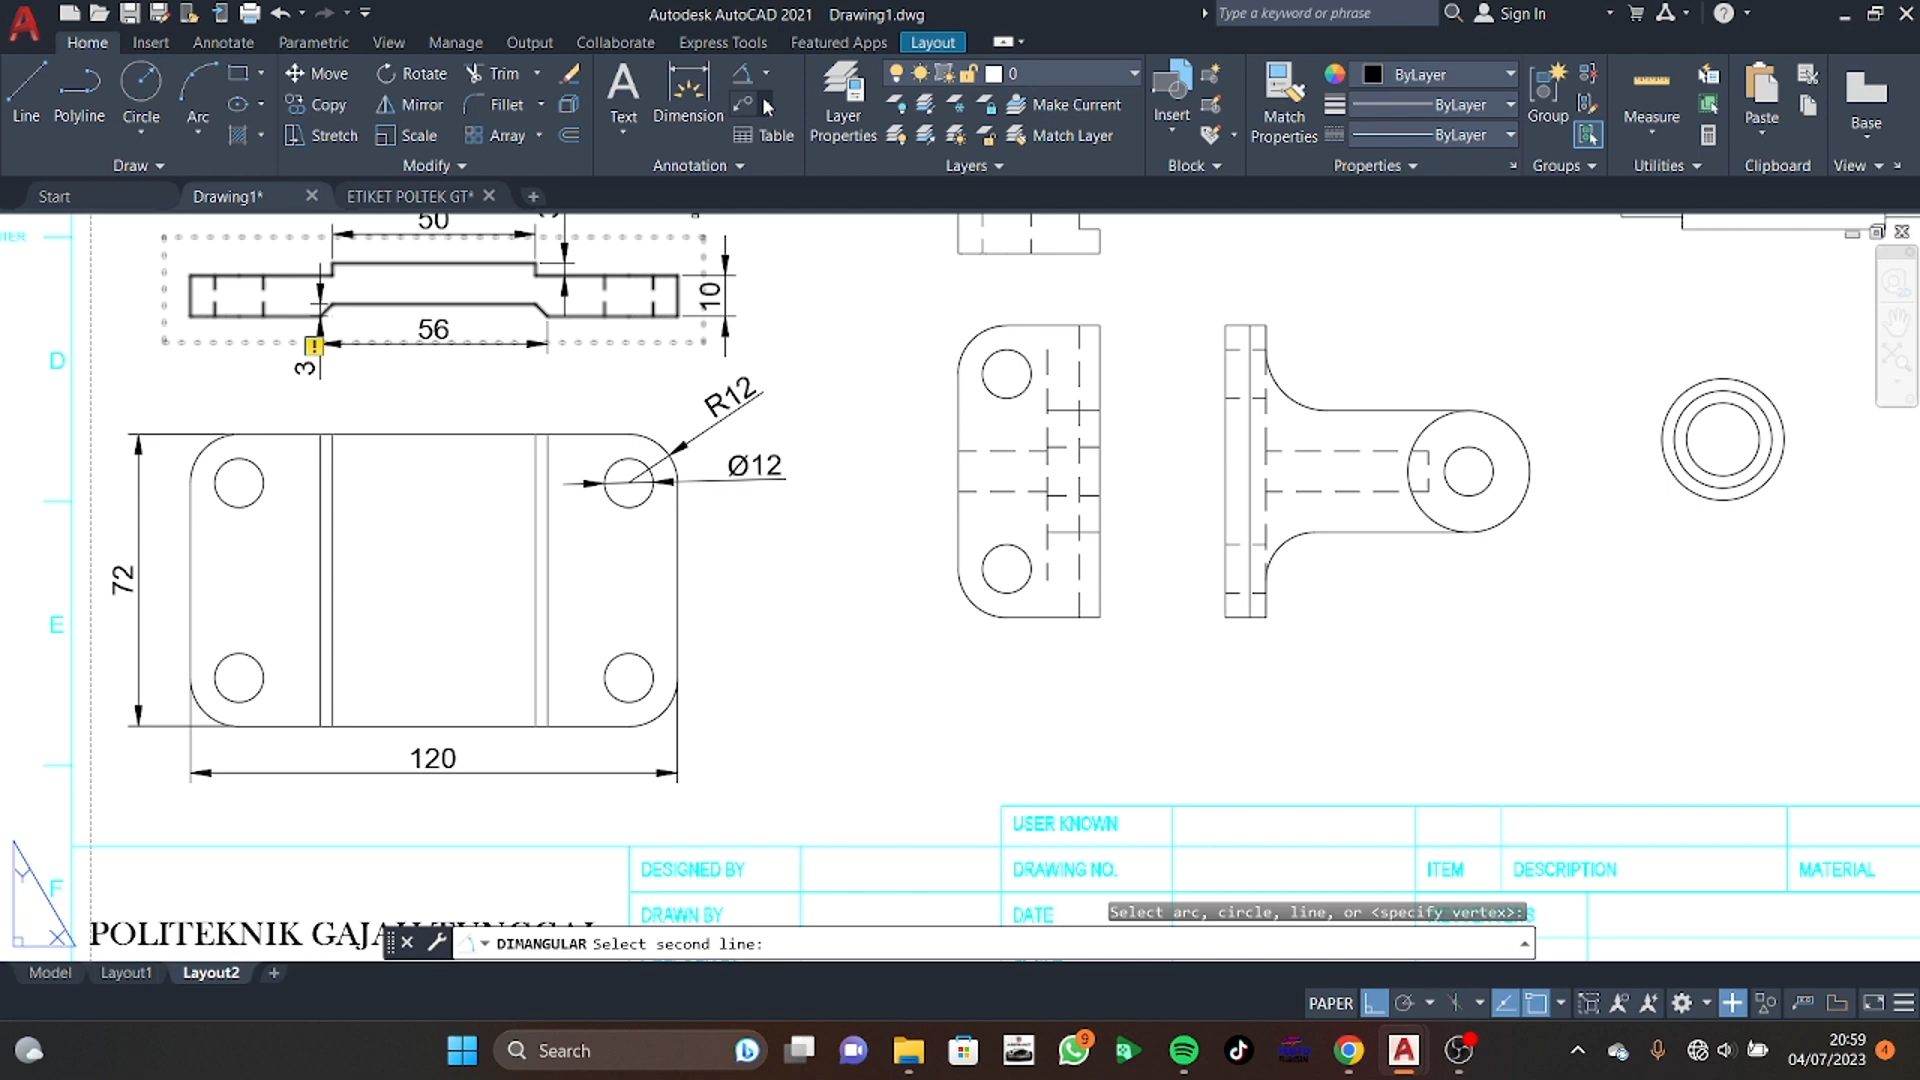 Autodesk AutoCAD 2021 Drawing1.dwg
Type a keyword or phrase
Sign In
Home Insert Annotate Parametric View Manage Output Collaborate Express Tools Featured Apps Layout
Line Polyline Circle Arc
Move Rotate Trim
Copy Mirror Fillet
Stretch Scale Array
Text Dimension Table
Layer Properties
0
Make Current
Match Layer
Insert
Match Properties
ByLayer
ByLayer
ByLayer
Group
Measure
Paste
Base
Draw Modify Annotation Layers Block Properties Groups Utilities Clipboard View
Start Drawing1* ETIKET POLTEK GT*
50
10
56
3
D
R12
Ø12
72
E
120
USER KNOWN
DESIGNED BY DRAWING NO. ITEM DESCRIPTION MATERIAL
F
DRAWN BY DATE
Select arc, circle, line, or <specify vertex>:
Y
X
POLITEKNIK GAJAH TUNGGAL
DIMANGULAR Select second line:
Model Layout1 Layout2
PAPER
Search
9
20:59
04/07/2023
4